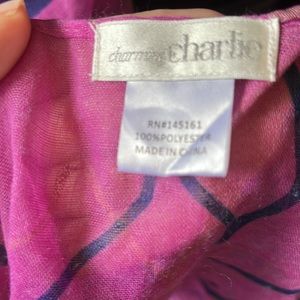 charming charlie
RN#145161
100%POLYESTER
MADE IN CHINA